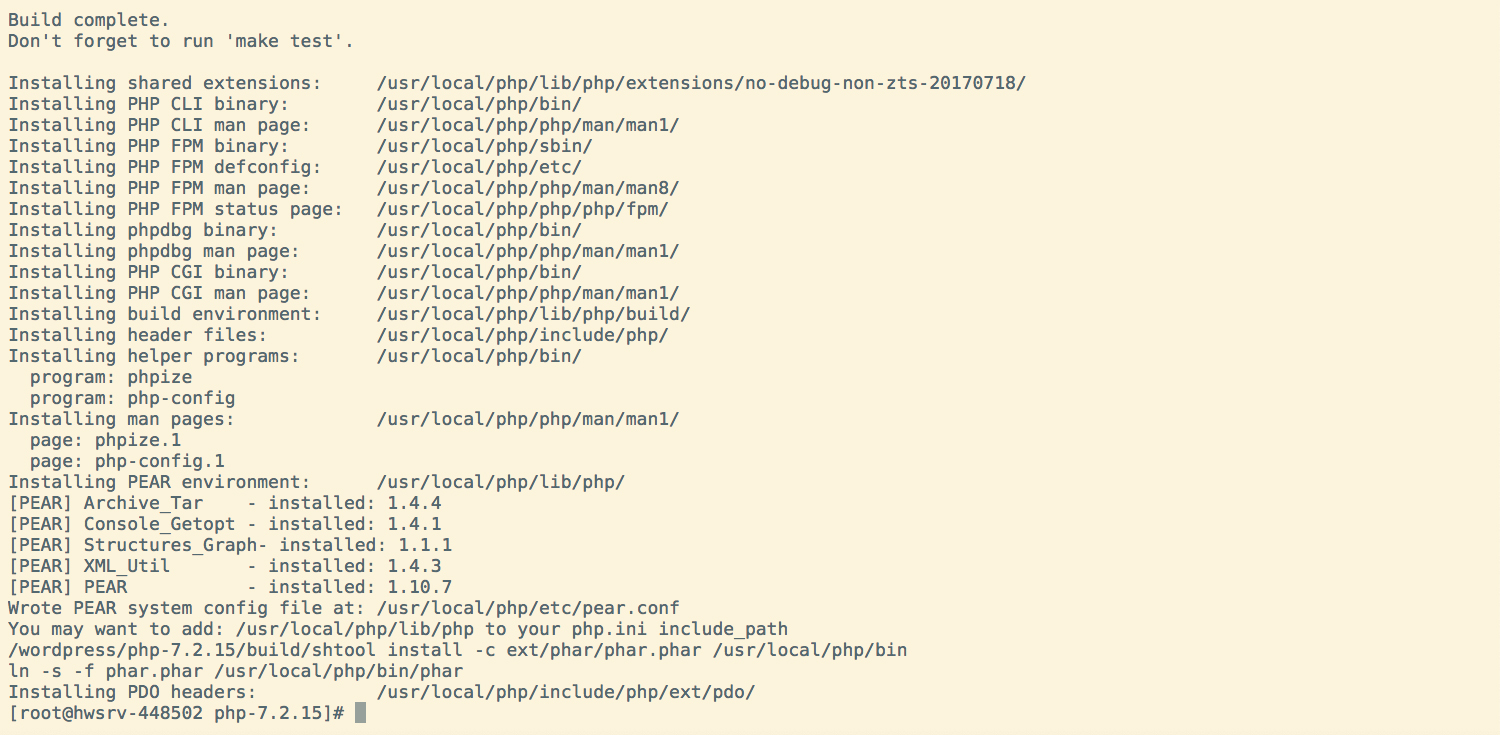 Build complete.
Don't forget to run 'make test'.

Installing shared extensions:     /usr/local/php/lib/php/extensions/no-debug-non-zts-20170718/
Installing PHP CLI binary:        /usr/local/php/bin/
Installing PHP CLI man page:      /usr/local/php/php/man/man1/
Installing PHP FPM binary:        /usr/local/php/sbin/
Installing PHP FPM defconfig:     /usr/local/php/etc/
Installing PHP FPM man page:      /usr/local/php/php/man/man8/
Installing PHP FPM status page:   /usr/local/php/php/php/fpm/
Installing phpdbg binary:         /usr/local/php/bin/
Installing phpdbg man page:       /usr/local/php/php/man/man1/
Installing PHP CGI binary:        /usr/local/php/bin/
Installing PHP CGI man page:      /usr/local/php/php/man/man1/
Installing build environment:     /usr/local/php/lib/php/build/
Installing header files:          /usr/local/php/include/php/
Installing helper programs:       /usr/local/php/bin/
  program: phpize
  program: php-config
Installing man pages:             /usr/local/php/php/man/man1/
  page: phpize.1
  page: php-config.1
Installing PEAR environment:      /usr/local/php/lib/php/
[PEAR] Archive_Tar    - installed: 1.4.4
[PEAR] Console_Getopt - installed: 1.4.1
[PEAR] Structures_Graph- installed: 1.1.1
[PEAR] XML_Util       - installed: 1.4.3
[PEAR] PEAR           - installed: 1.10.7
Wrote PEAR system config file at: /usr/local/php/etc/pear.conf
You may want to add: /usr/local/php/lib/php to your php.ini include_path
/wordpress/php-7.2.15/build/shtool install -c ext/phar/phar.phar /usr/local/php/bin
ln -s -f phar.phar /usr/local/php/bin/phar
Installing PDO headers:           /usr/local/php/include/php/ext/pdo/
[root@hwsrv-448502 php-7.2.15]#